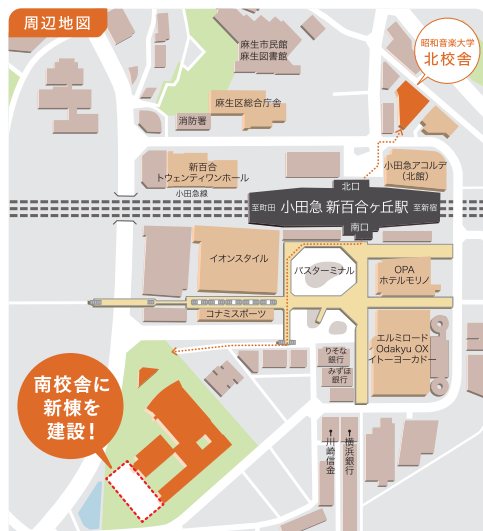 周辺地図
昭和音楽大学
北校舎
麻生市民館
麻生図書館
麻生区総合庁舎
消防署
新百合
トウェンティワンホール
小田急アコルデ
（北館）
小田急線
北口
至町田
小田急 新百合ヶ丘駅
至新宿
南口
イオンスタイル
バスターミナル
OPA
ホテルモリノ
コナミスポーツ
エルミロード
Odakyu OX
イトーヨーカドー
りそな
銀行
みずほ
銀行
南校舎に
新棟を
建設！
川崎信金
横浜銀行